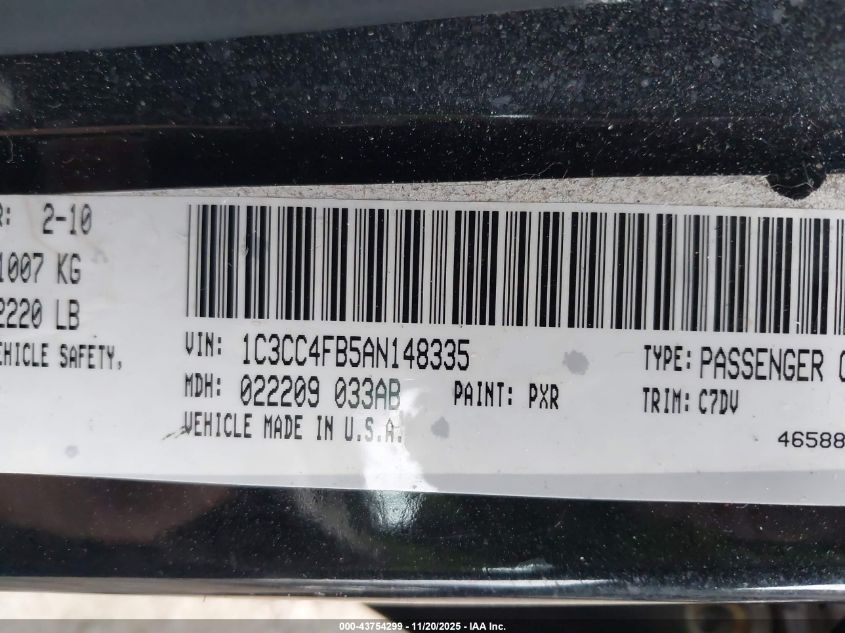 R: 2-10
1007 KG
2220 LB
EHICLE SAFETY,
VIN: 1C3CC4FB5AN148335
TYPE: PASSENGER
MDH: 022209 033AB
PAINT: PXR
TRIM: C7DV
VEHICLE MADE IN U.S.A.
46588
000-43754299 - 11/20/2025 - IAA Inc.